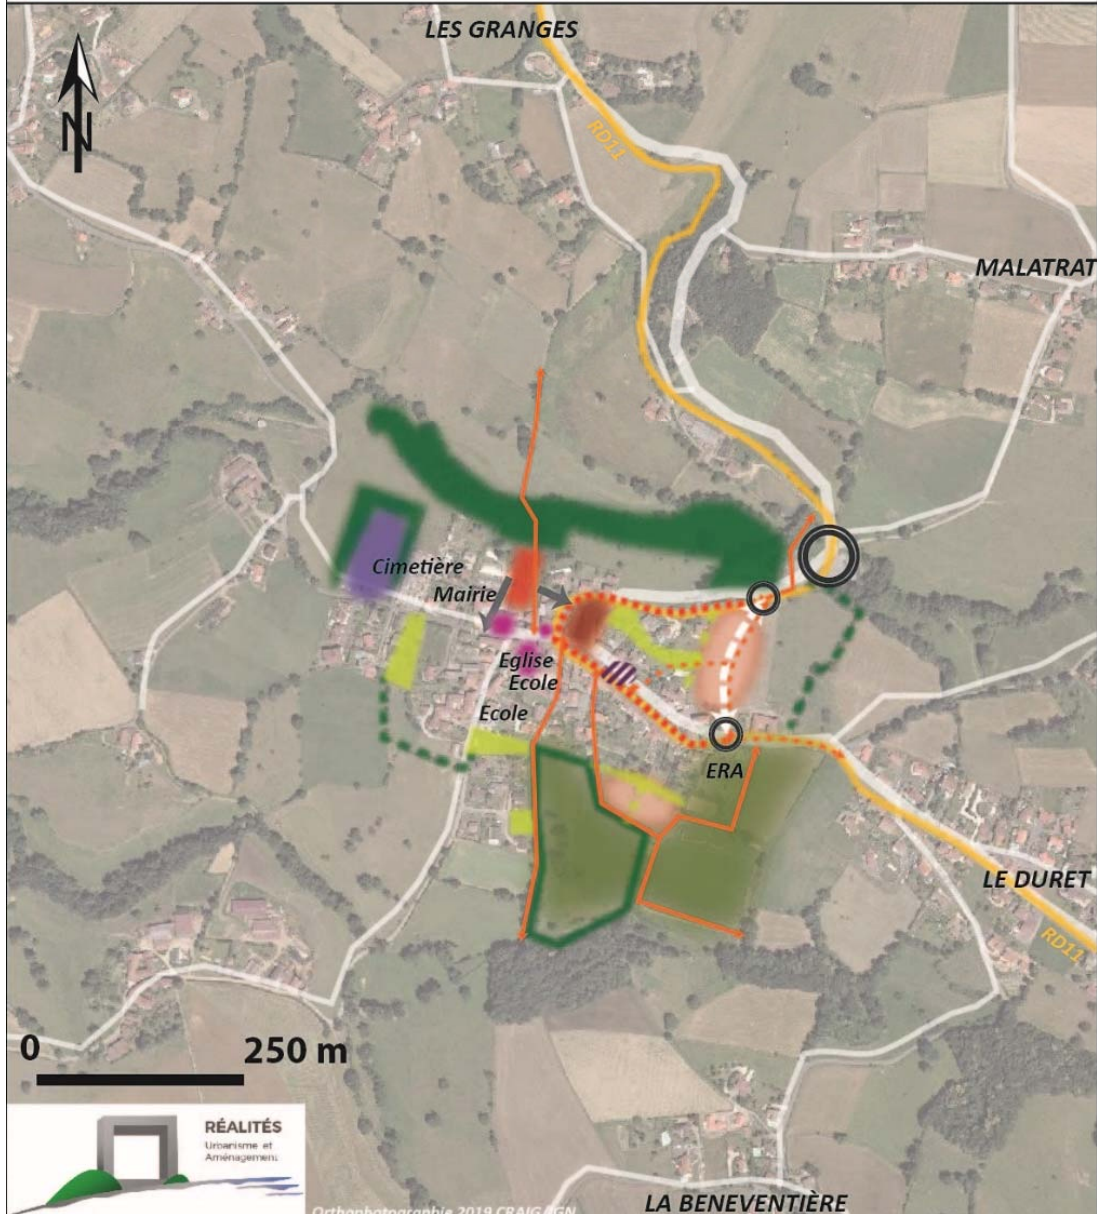 LES GRANGES
N
RD11
MALATRAT
Cimetière
Mairie
Eglise
Ecole
Ecole
ERA
LE DURET
RD11
0 250 m
RÉALITÉS
Urbanisme et
Aménagement
LA BENEVENTIÈRE
Orthophotographie 2019 CRAIG IGN